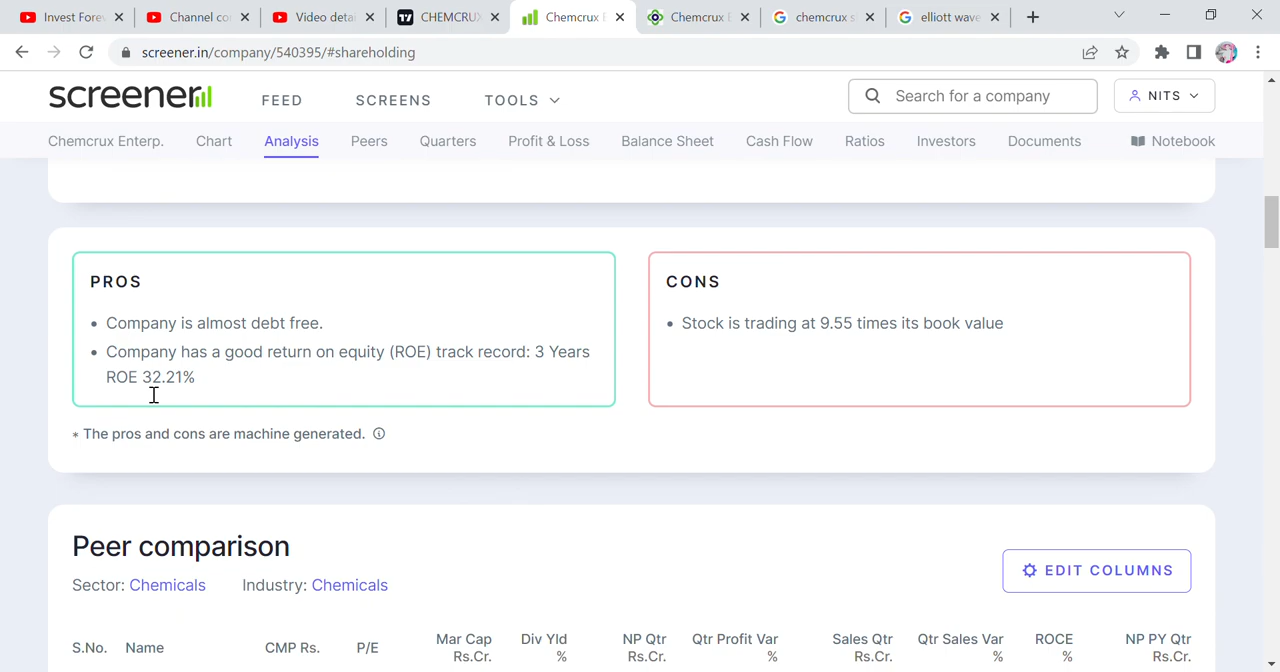 Invest Fore
Channel co
Video detai
CHEMCRUX
Chemcrux E
Chemcrux E
chemcrux s
elliott wave
screener.in/company/540395/#shareholding
screener
FEED
SCREENS
TOOLS
Search for a company
NITS
Chemcrux Enterp.
Chart
Analysis
Peers
Quarters
Profit & Loss
Balance Sheet
Cash Flow
Ratios
Investors
Documents
Notebook
PROS
• Company is almost debt free.
• Company has a good return on equity (ROE) track record: 3 Years
ROE 32.21%
CONS
• Stock is trading at 9.55 times its book value
* The pros and cons are machine generated.
Peer comparison
Sector: Chemicals Industry: Chemicals
EDIT COLUMNS
S.No. Name CMP Rs. P/E Mar Cap Div Yld NP Qtr Qtr Profit Var Sales Qtr Qtr Sales Var ROCE NP PY Qtr
Rs.Cr. % Rs.Cr. % Rs.Cr. % % Rs.Cr.